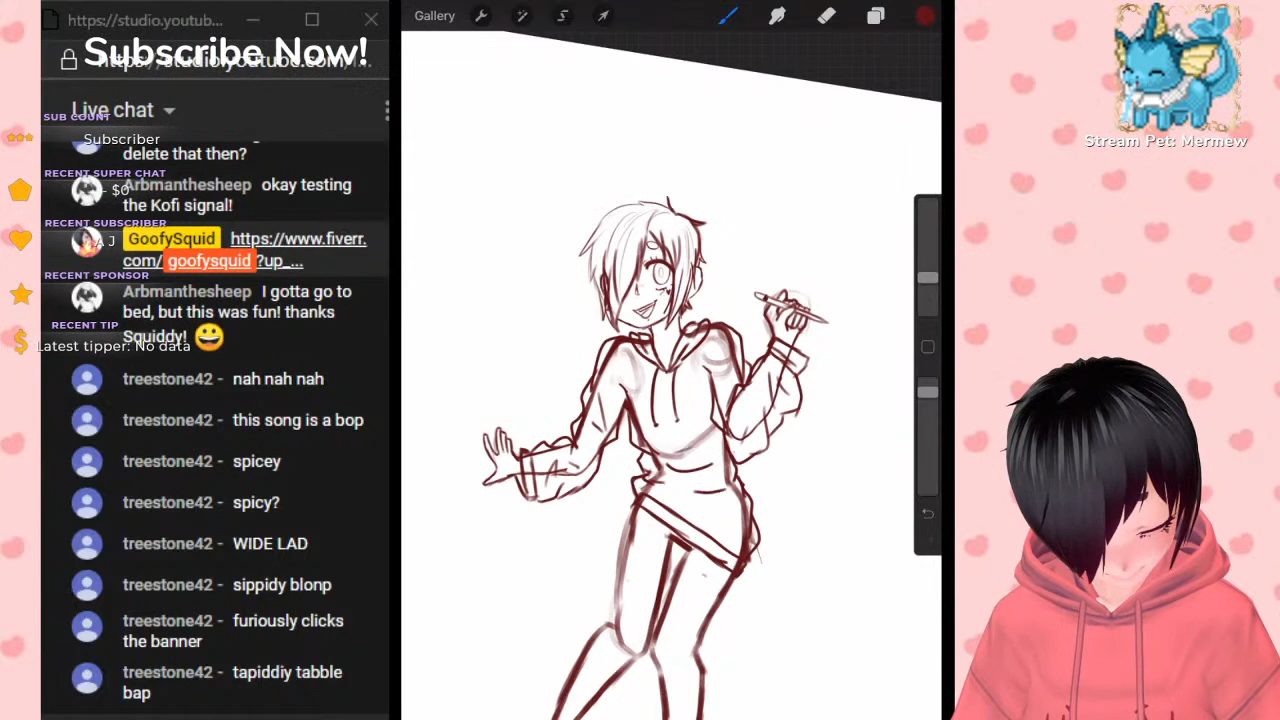 https://studio.youtub...
Subscribe Now!
https://studio.youtube.com/
Live chat
SUB COUNT
Subscriber
delete that then?
RECENT SUPER CHAT
- $0
Arbmanthesheep okay testing
the Kofi signal!
RECENT SUBSCRIBER
A J
GoofySquid https://www.fiverr.
com/goofysquid?up_...
RECENT SPONSOR
Arbmanthesheep I gotta go to
bed, but this was fun! thanks
Squiddy! 😀
RECENT TIP
Latest tipper: No data
treestone42 - nah nah nah
treestone42 - this song is a bop
treestone42 - spicey
treestone42 - spicy?
treestone42 - WIDE LAD
treestone42 - sippidy blonp
treestone42 - furiously clicks
the banner
treestone42 - tapiddiy tabble
bap
Gallery
Stream Pet: Mermew